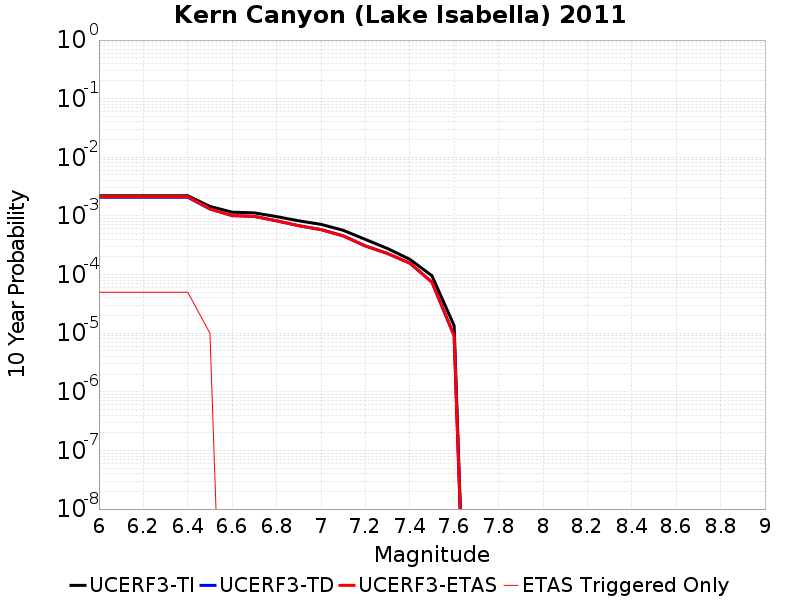 Kern Canyon (Lake Isabella) 2011
10 Year Probability
10^0
10^-1
10^-2
10^-3
10^-4
10^-5
10^-6
10^-7
10^-8
6 6.2 6.4 6.6 6.8 7 7.2 7.4 7.6 7.8 8 8.2 8.4 8.6 8.8 9
Magnitude
UCERF3-TI UCERF3-TD UCERF3-ETAS ETAS Triggered Only